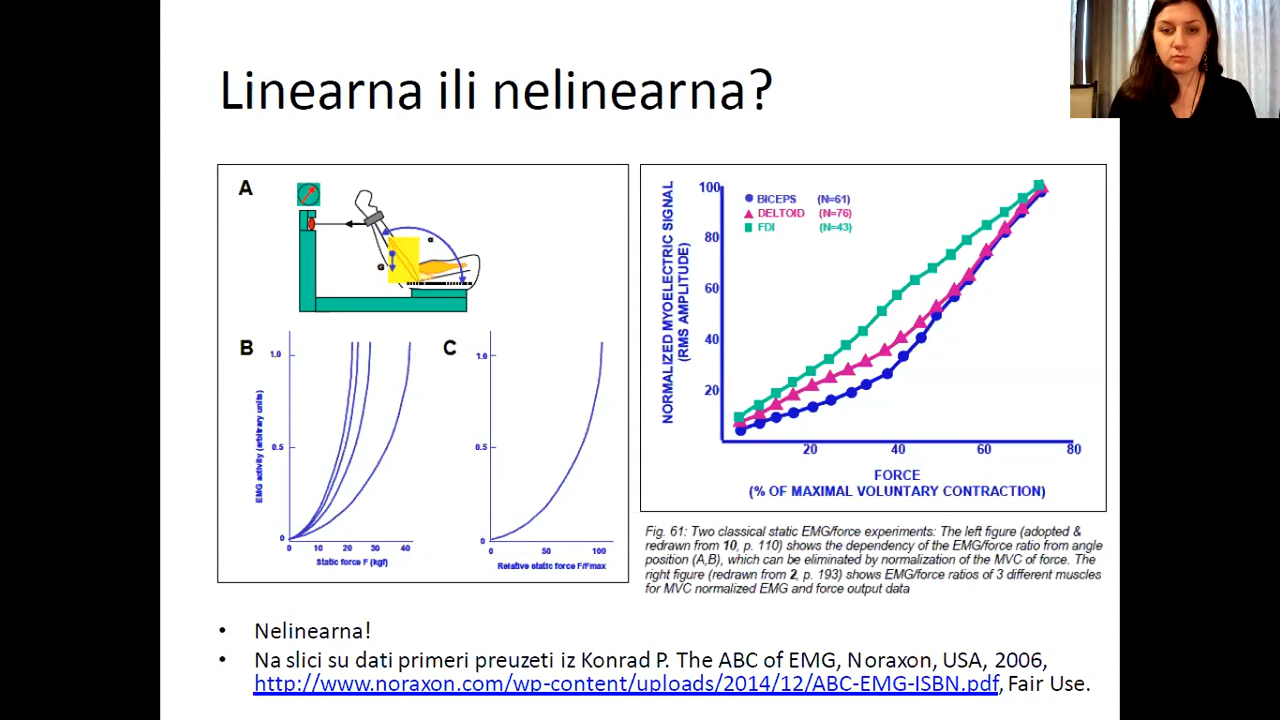 Linearna ili nelinearna?
A
α
G
B
C
1.0
0.5
0
EMG activity (arbitrary units)
0 10 20 30 40
Static force F (kgf)
1.0
0.5
0
0 50 100
Relative static force F/Fmax
BICEPS (N=61)
DELTOID (N=76)
FDI (N=43)
100
80
60
40
20
NORMALIZED MYOELECTRIC SIGNAL
(RMS AMPLITUDE)
20 40 60 80
FORCE
(% OF MAXIMAL VOLUNTARY CONTRACTION)
Fig. 61: Two classical static EMG/force experiments: The left figure (adopted &
redrawn from 10, p. 110) shows the dependency of the EMG/force ratio from angle
position (A,B), which can be eliminated by normalization of the MVC of force. The
right figure (redrawn from 2, p. 193) shows EMG/force ratios of 3 different muscles
for MVC normalized EMG and force output data
• Nelinearna!
• Na slici su dati primeri preuzeti iz Konrad P. The ABC of EMG, Noraxon, USA, 2006,
http://www.noraxon.com/wp-content/uploads/2014/12/ABC-EMG-ISBN.pdf, Fair Use.